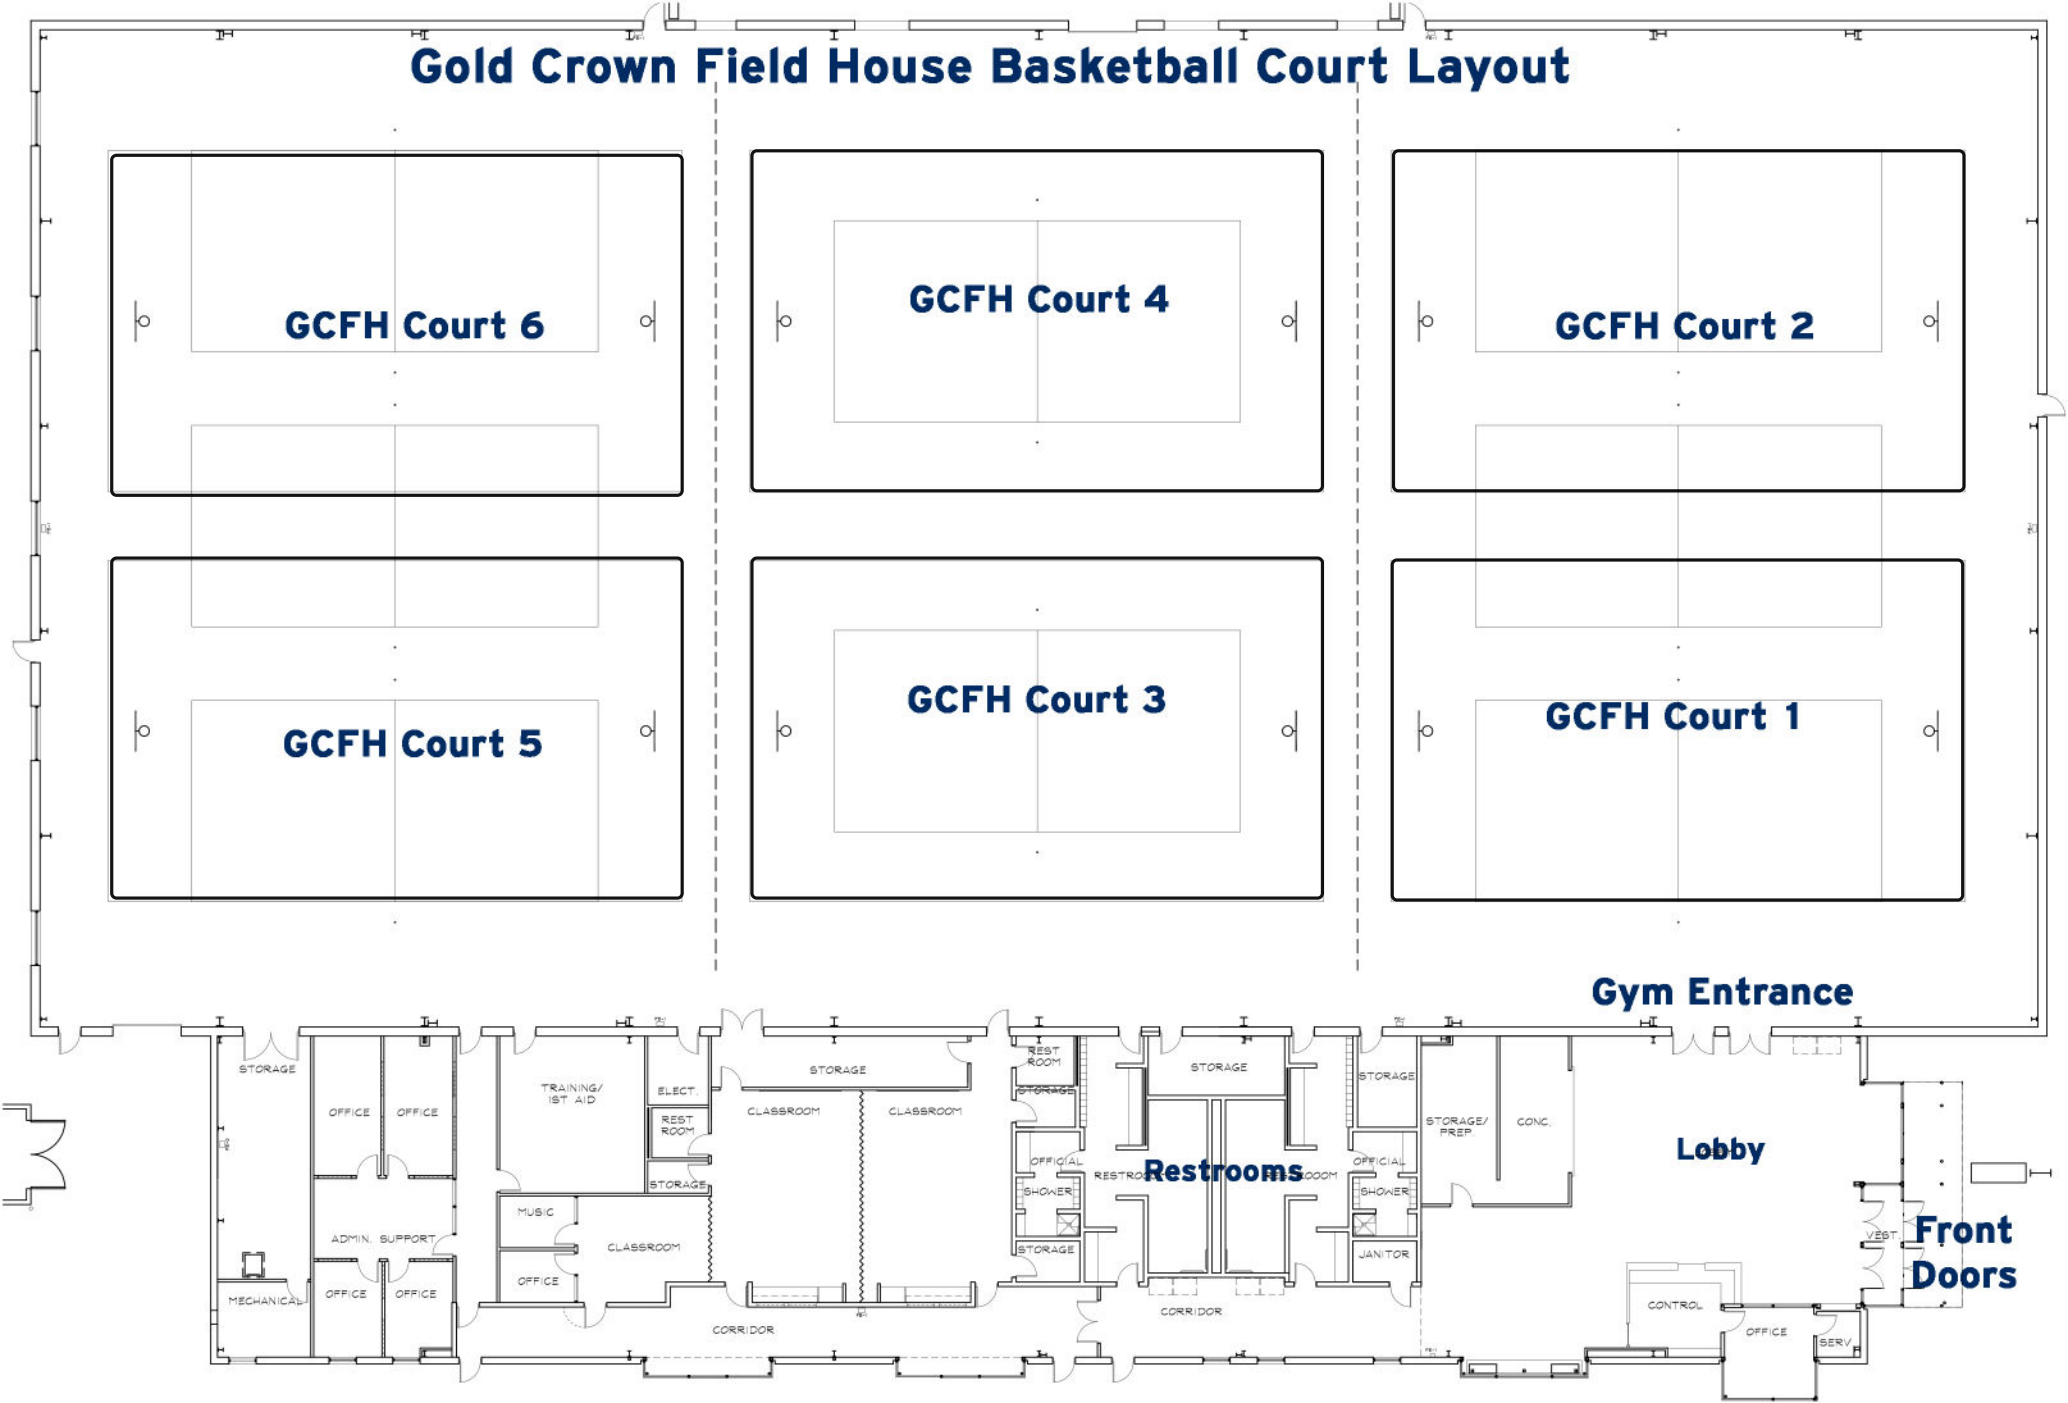 Gold Crown Field House Basketball Court Layout
GCFH Court 6
GCFH Court 4
GCFH Court 2
GCFH Court 5
GCFH Court 3
GCFH Court 1
Gym Entrance
STORAGE
OFFICE
OFFICE
TRAINING/
1ST AID
ELECT.
REST
ROOM
STORAGE
STORAGE
CLASSROOM
CLASSROOM
REST
ROOM
STORAGE
STORAGE
STORAGE
STORAGE/
PREP
CONC.
Lobby
OFFICIAL
Restrooms
OFFICIAL
SHOWER
SHOWER
MUSIC
ADMIN. SUPPORT
CLASSROOM
OFFICE
STORAGE
JANITOR
VEST.
Front
Doors
MECHANICAL
OFFICE
OFFICE
CORRIDOR
CORRIDOR
CONTROL
OFFICE
SERV